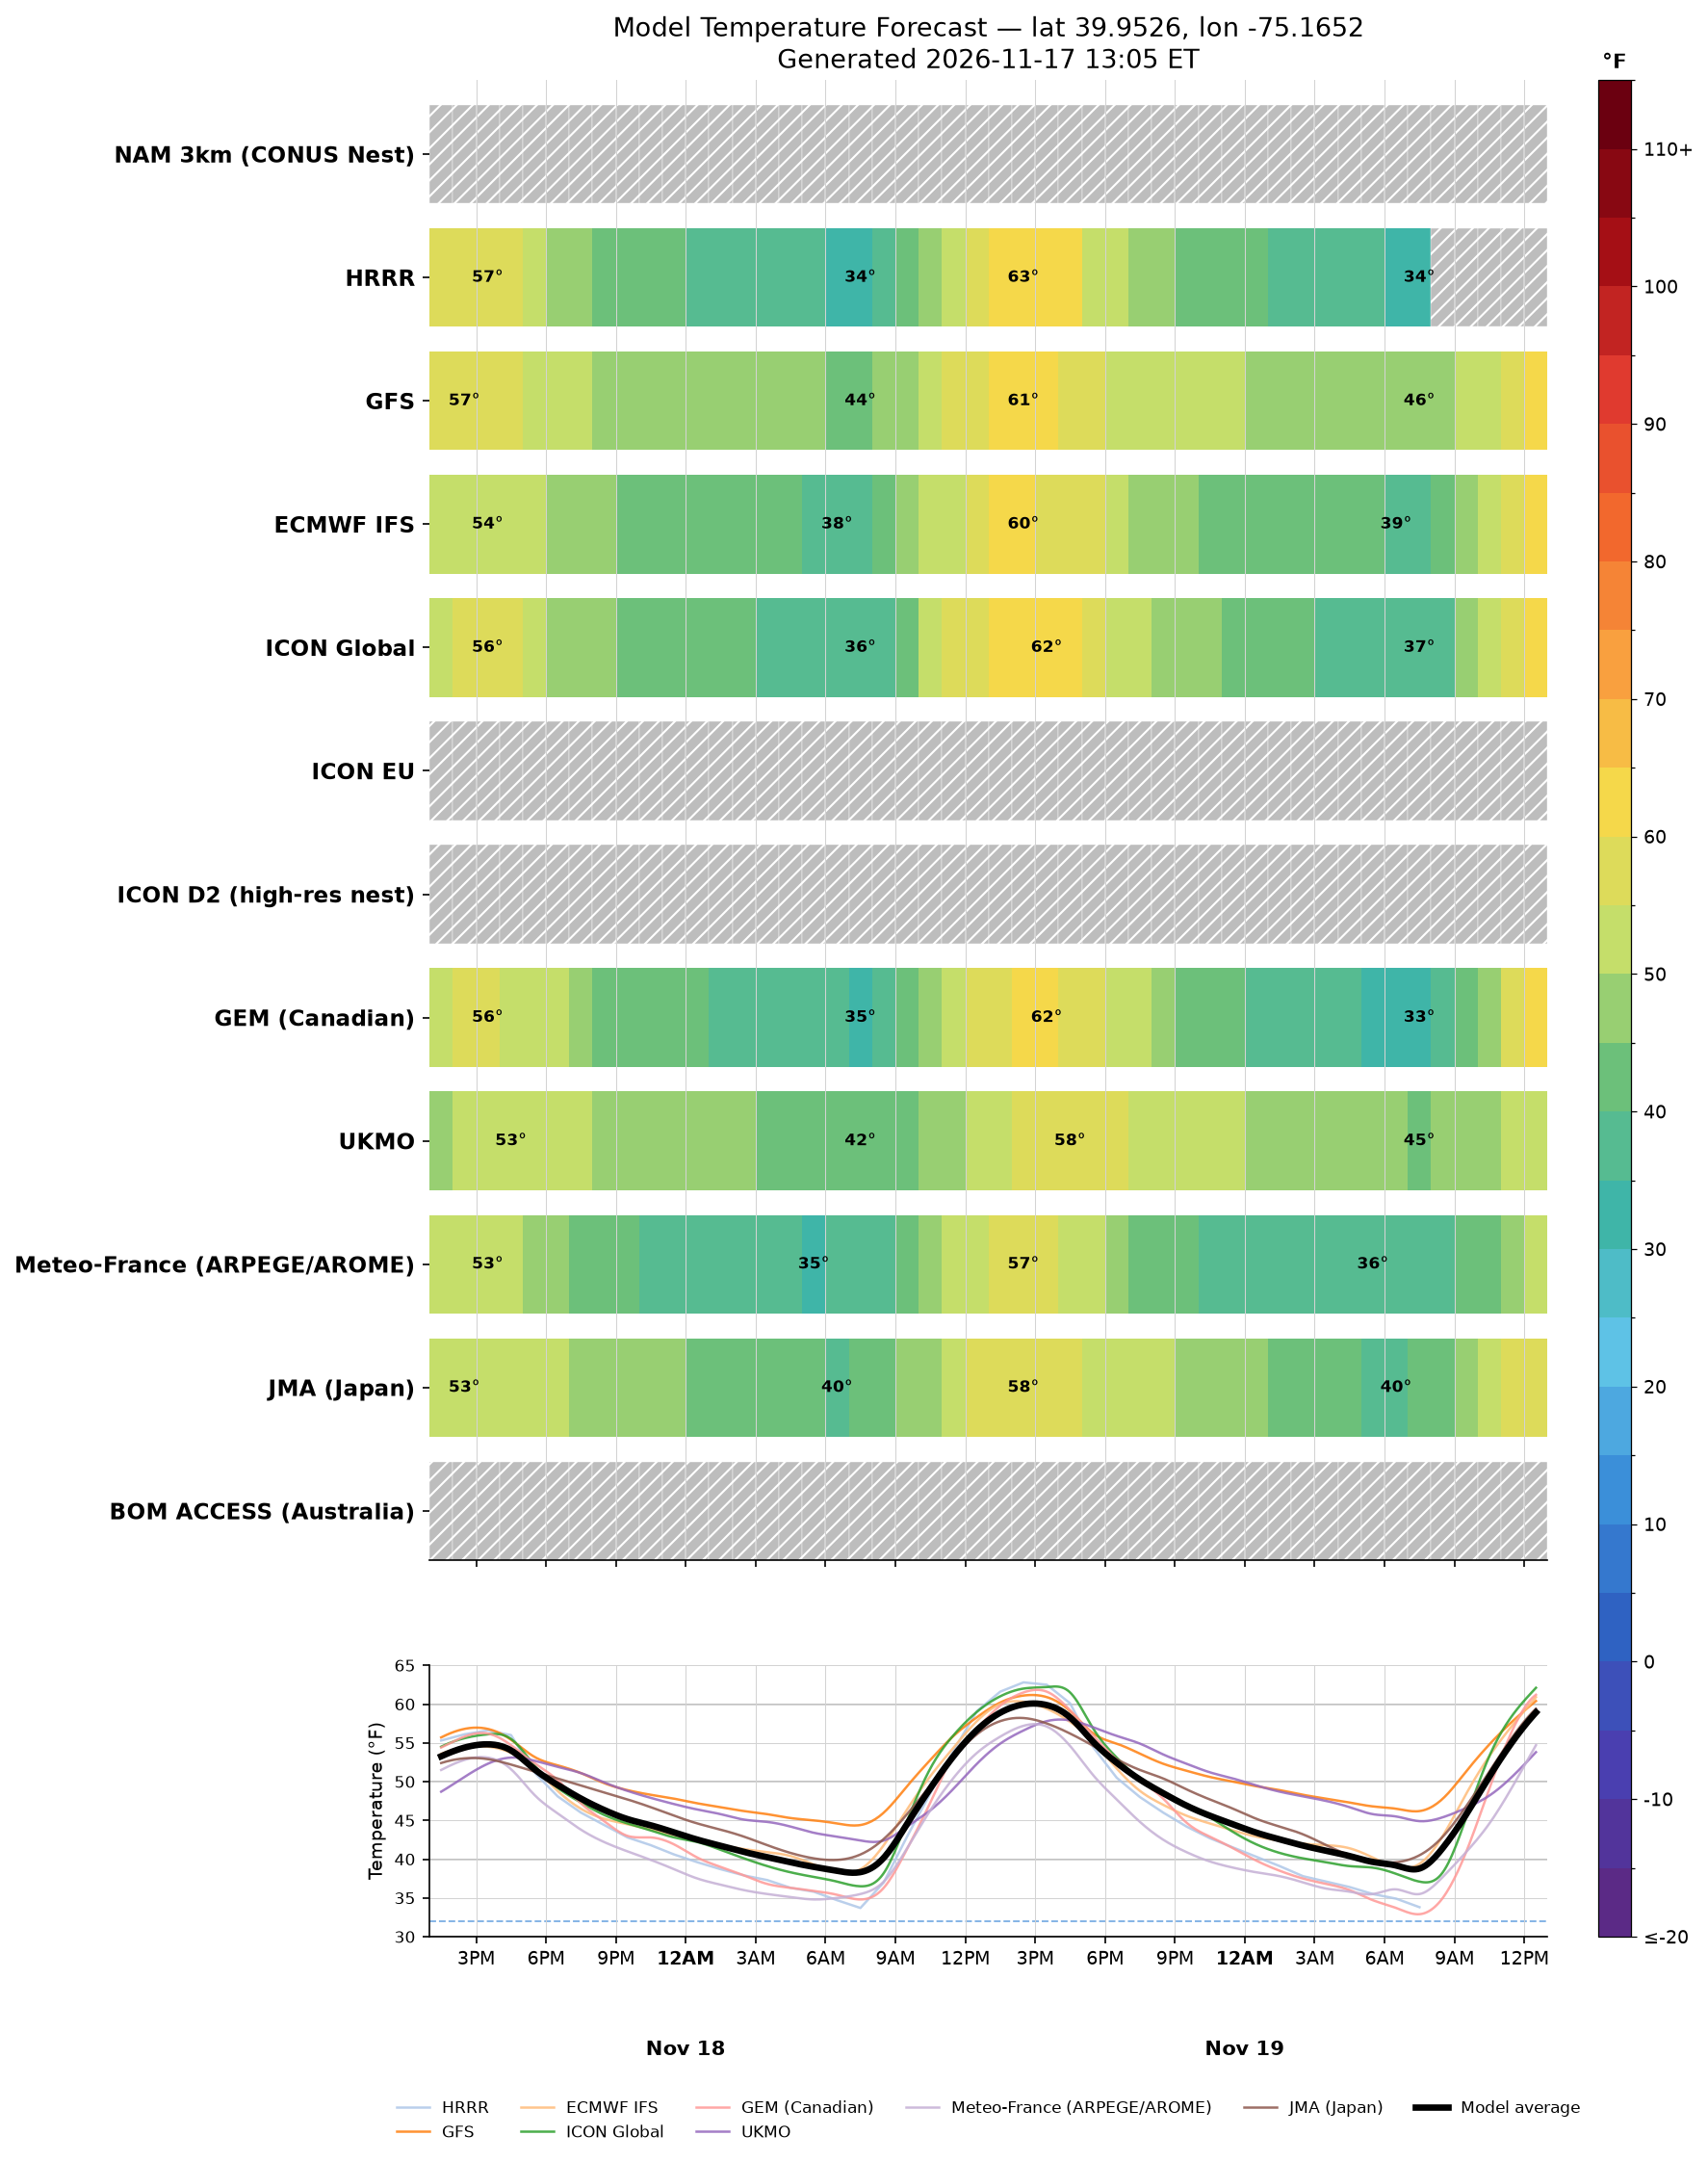 Model Temperature Forecast — lat 39.9526, lon -75.1652
Generated 2026-11-17 13:05 ET
°F
NAM 3km (CONUS Nest)
HRRR 57° 34° 63° 34°
GFS 57° 44° 61° 46°
ECMWF IFS 54° 38° 60° 39°
ICON Global 56° 36° 62° 37°
ICON EU
ICON D2 (high-res nest)
GEM (Canadian) 56° 35° 62° 33°
UKMO 53° 42° 58° 45°
Meteo-France (ARPEGE/AROME) 53° 35° 57° 36°
JMA (Japan) 53° 40° 58° 40°
BOM ACCESS (Australia)
110+
100
90
80
70
60
50
40
30
20
10
0
-10
≤-20
Temperature (°F)
65
60
55
50
45
40
35
30
3PM 6PM 9PM 12AM 3AM 6AM 9AM 12PM 3PM 6PM 9PM 12AM 3AM 6AM 9AM 12PM
Nov 18 Nov 19
HRRR ECMWF IFS GEM (Canadian) Meteo-France (ARPEGE/AROME) JMA (Japan) Model average
GFS ICON Global UKMO